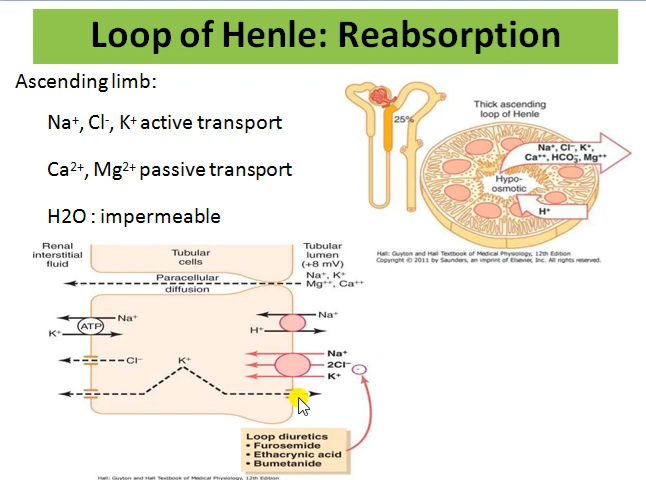 Loop of Henle: Reabsorption
Ascending limb:
Na⁺, Cl⁻, K⁺ active transport
Ca²⁺, Mg²⁺ passive transport
H2O : impermeable
25%
Thick ascending
loop of Henle
Na⁺, Cl⁻, K⁺,
Ca⁺⁺, HCO₃⁻, Mg⁺⁺
Hypo-
osmotic
H⁺
Hall: Guyton and Hall Textbook of Medical Physiology, 12th Edition
Copyright © 2011 by Saunders, an imprint of Elsevier, Inc. All rights reserved.
Renal
interstitial
fluid
Tubular
cells
Tubular
lumen
(+8 mV)
Paracellular
diffusion
Na⁺, K⁺
Mg⁺⁺, Ca⁺⁺
Na⁺
ATP
K⁺
Na⁺
H⁺
Cl⁻
K⁺
Na⁺
2Cl⁻
K⁺
-
Loop diuretics
• Furosemide
• Ethacrynic acid
• Bumetanide
Hall: Guyton and Hall Textbook of Medical Physiology, 12th Edition